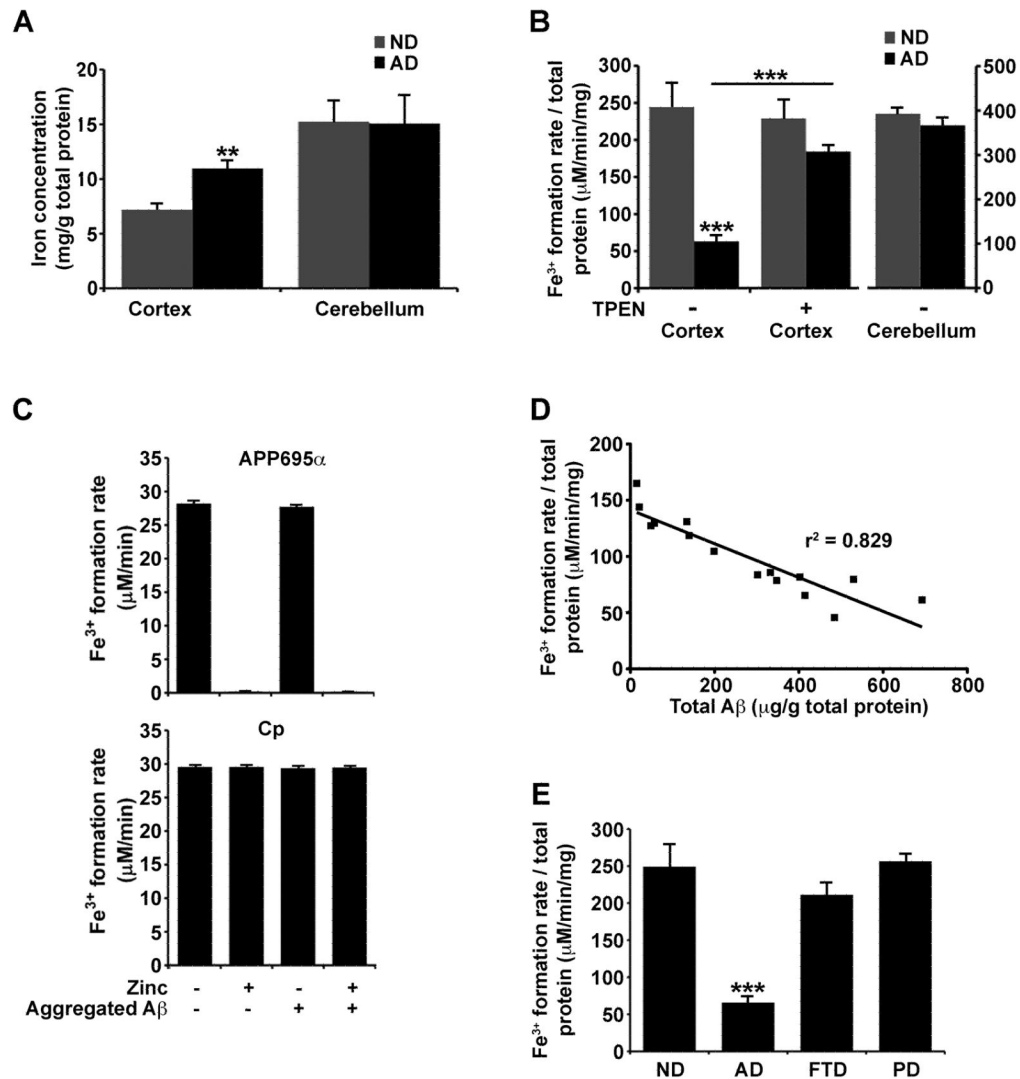 A
ND
AD
Iron concentration
(mg/g total protein)
20
15
10
5
0
**
Cortex
Cerebellum
B
ND
AD
Fe³⁺ formation rate / total
protein (μM/min/mg)
300
250
200
150
100
50
0
***
***
500
400
300
200
100
0
TPEN - + -
Cortex Cortex Cerebellum
C
APP695α
Fe³⁺ formation rate
(μM/min)
35
30
25
20
15
10
5
0
Cp
Fe³⁺ formation rate
(μM/min)
35
30
25
20
15
10
5
0
Zinc - + - +
Aggregated Aβ - - + +
D
Fe³⁺ formation rate / total
protein (μM/min/mg)
200
150
100
50
0
r² = 0.829
0 200 400 600 800
Total Aβ (μg/g total protein)
E
Fe³⁺ formation rate / total
protein (μM/min/mg)
300
250
200
150
100
50
0
***
ND AD FTD PD